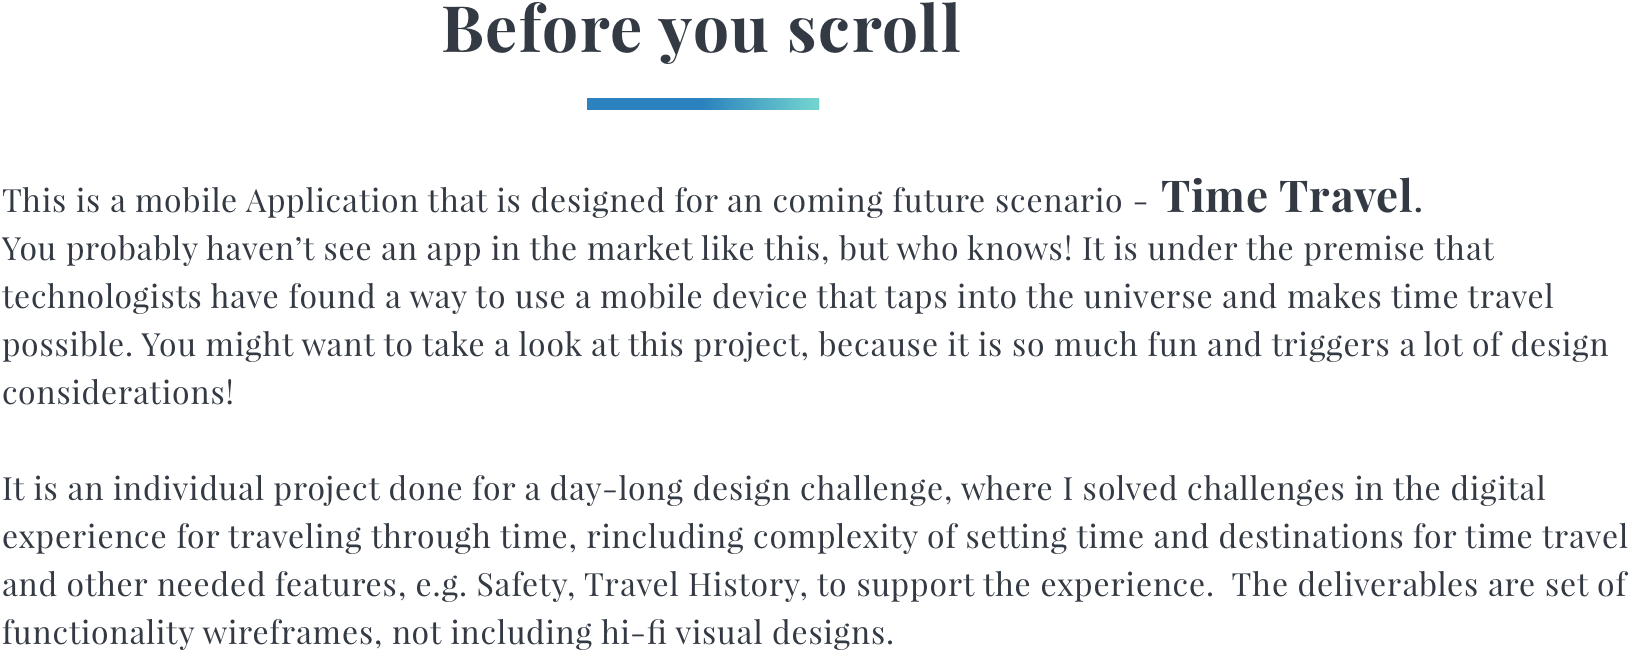 Before you scroll
This is a mobile Application that is designed for an coming future scenario - Time Travel.
You probably haven’t see an app in the market like this, but who knows! It is under the premise that
technologists have found a way to use a mobile device that taps into the universe and makes time travel
possible. You might want to take a look at this project, because it is so much fun and triggers a lot of design
considerations!
It is an individual project done for a day-long design challenge, where I solved challenges in the digital
experience for traveling through time, rincluding complexity of setting time and destinations for time travel
and other needed features, e.g. Safety, Travel History, to support the experience.  The deliverables are set of
functionality wireframes, not including hi-fi visual designs.